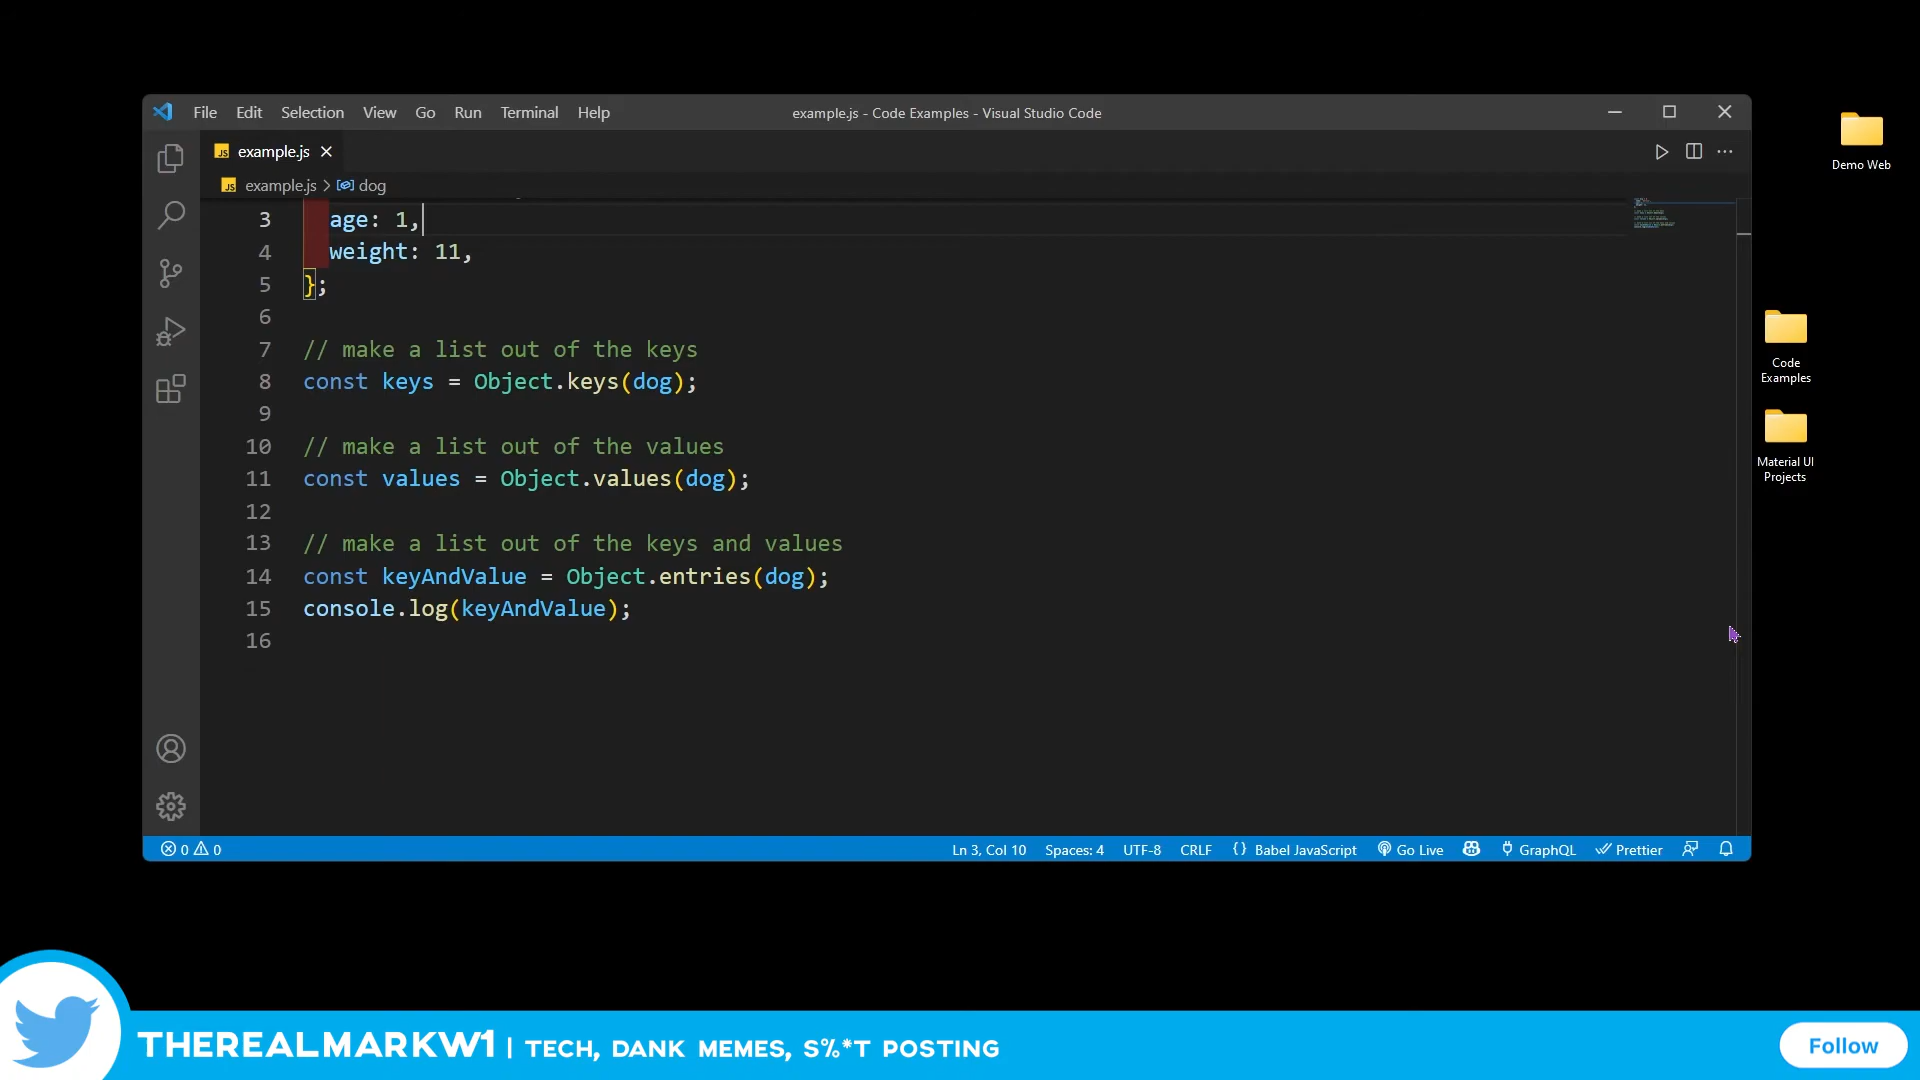 File Edit Selection View Go Run Terminal Help
example.js - Code Examples - Visual Studio Code
JS example.js
JS example.js > dog
3 age: 1,
4 weight: 11,
5 };
6
7 // make a list out of the keys
8 const keys = Object.keys(dog);
9
10 // make a list out of the values
11 const values = Object.values(dog);
12
13 // make a list out of the keys and values
14 const keyAndValue = Object.entries(dog);
15 console.log(keyAndValue);
16
0 0 Ln 3, Col 10 Spaces: 4 UTF-8 CRLF {} Babel JavaScript Go Live GraphQL Prettier
Demo Web
Code
Examples
Material UI
Projects
THEREALMARKW1 | TECH, DANK MEMES, S%*T POSTING
Follow